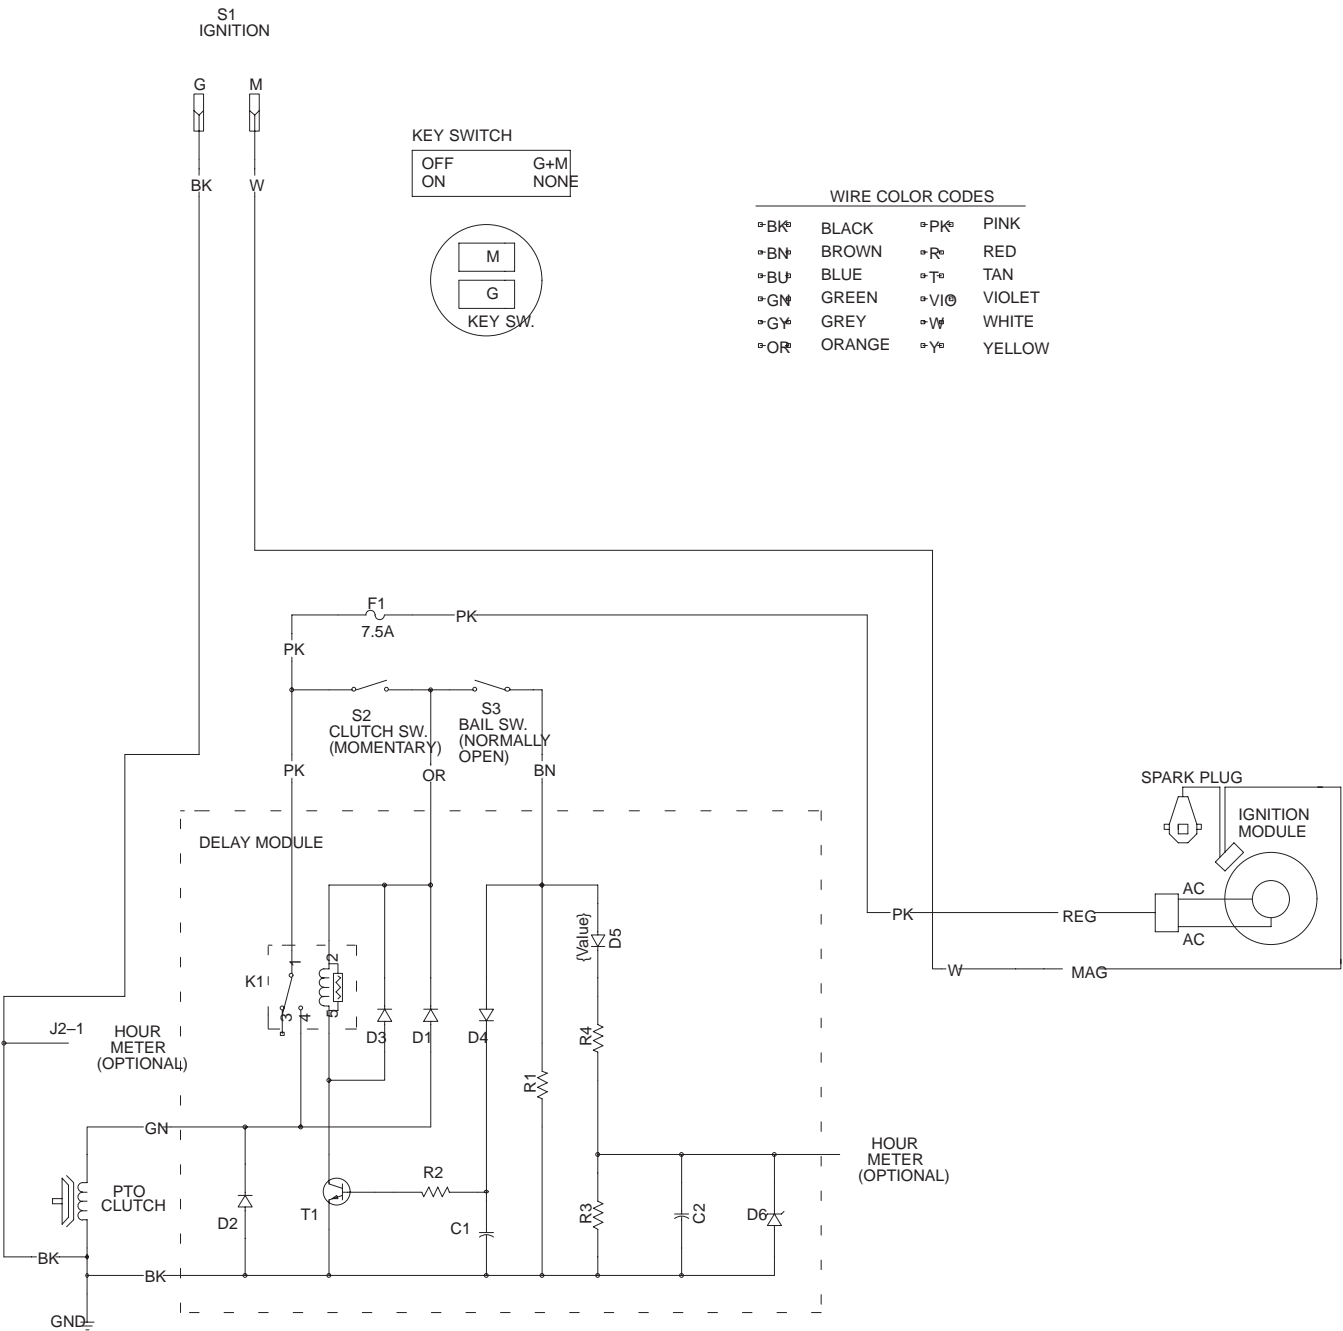 S1
IGNITION
G
M
BK
W
KEY SWITCH
OFF G+M
ON NONE
M
G
KEY SW.
WIRE COLOR CODES
BK BLACK PK PINK
BN BROWN R RED
BU BLUE T TAN
GN GREEN VIO VIOLET
GY GREY W WHITE
OR ORANGE Y YELLOW
F1
7.5A
PK
PK
S2
CLUTCH SW.
(MOMENTARY)
S3
BAIL SW.
(NORMALLY
OPEN)
PK
OR
BN
SPARK PLUG
IGNITION
MODULE
DELAY MODULE
AC
AC
PK
REG
W
MAG
{Value}
D5
K1
1
2
3
4
5
D3
D1
D4
R4
R1
J2–1
HOUR
METER
(OPTIONAL)
GN
HOUR
METER
(OPTIONAL)
PTO
CLUTCH
R2
T1
D2
C1
R3
C2
D6
BK
BK
GND